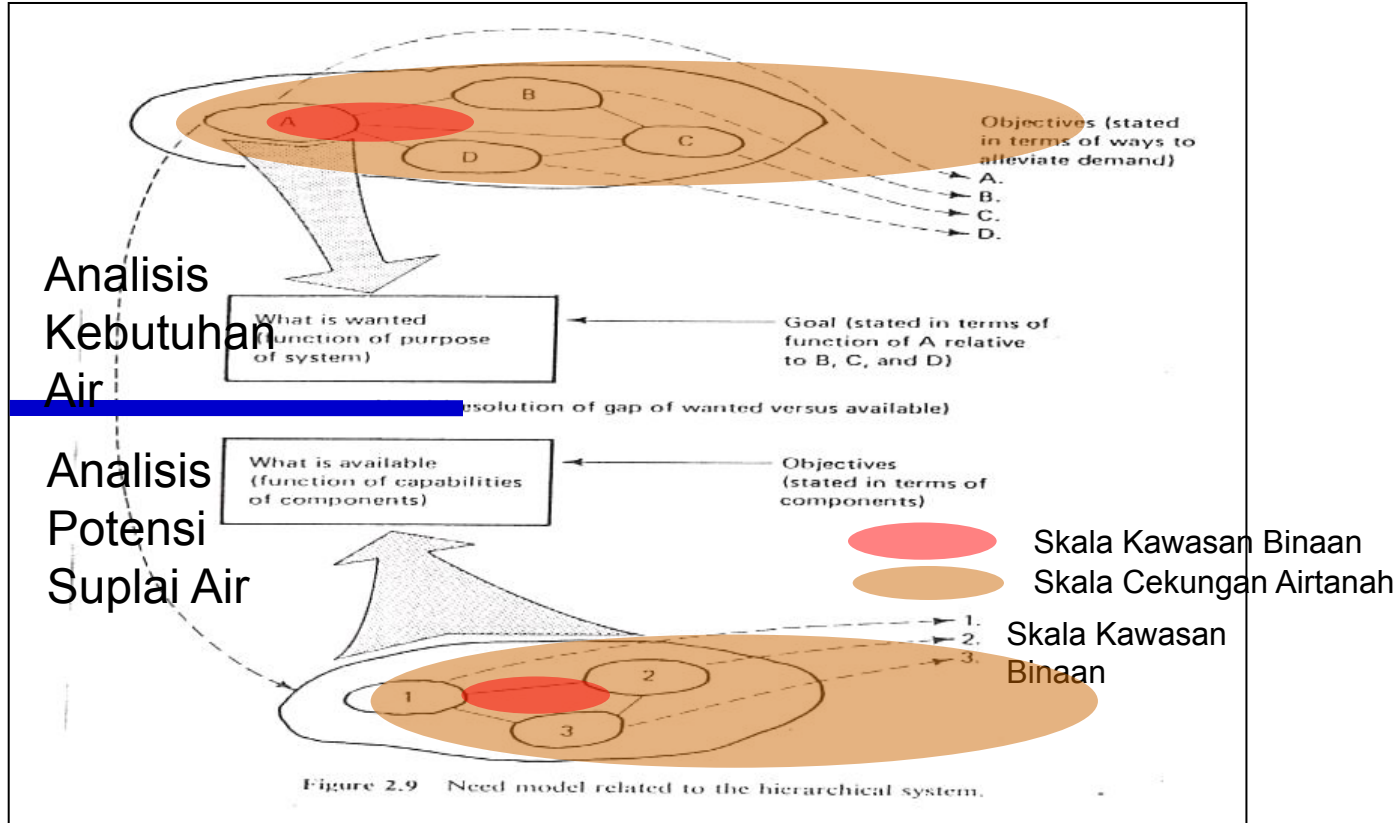 B
A
C
D
Objectives (stated
in terms of ways to
alleviate demand)
A.
B.
C.
D.
Analisis
Kebutuhan
Air
What is wanted
(function of purpose
of system)
Goal (stated in terms of
function of A relative
to B, C, and D)
esolution of gap of wanted versus available)
Analisis
Potensi
Suplai Air
What is available
(function of capabilities
of components)
Objectives
(stated in terms of
components)
Skala Kawasan Binaan
Skala Cekungan Airtanah
1.
2.
3.
Skala Kawasan
Binaan
1
2
3
Figure 2.9 Need model related to the hierarchical system.